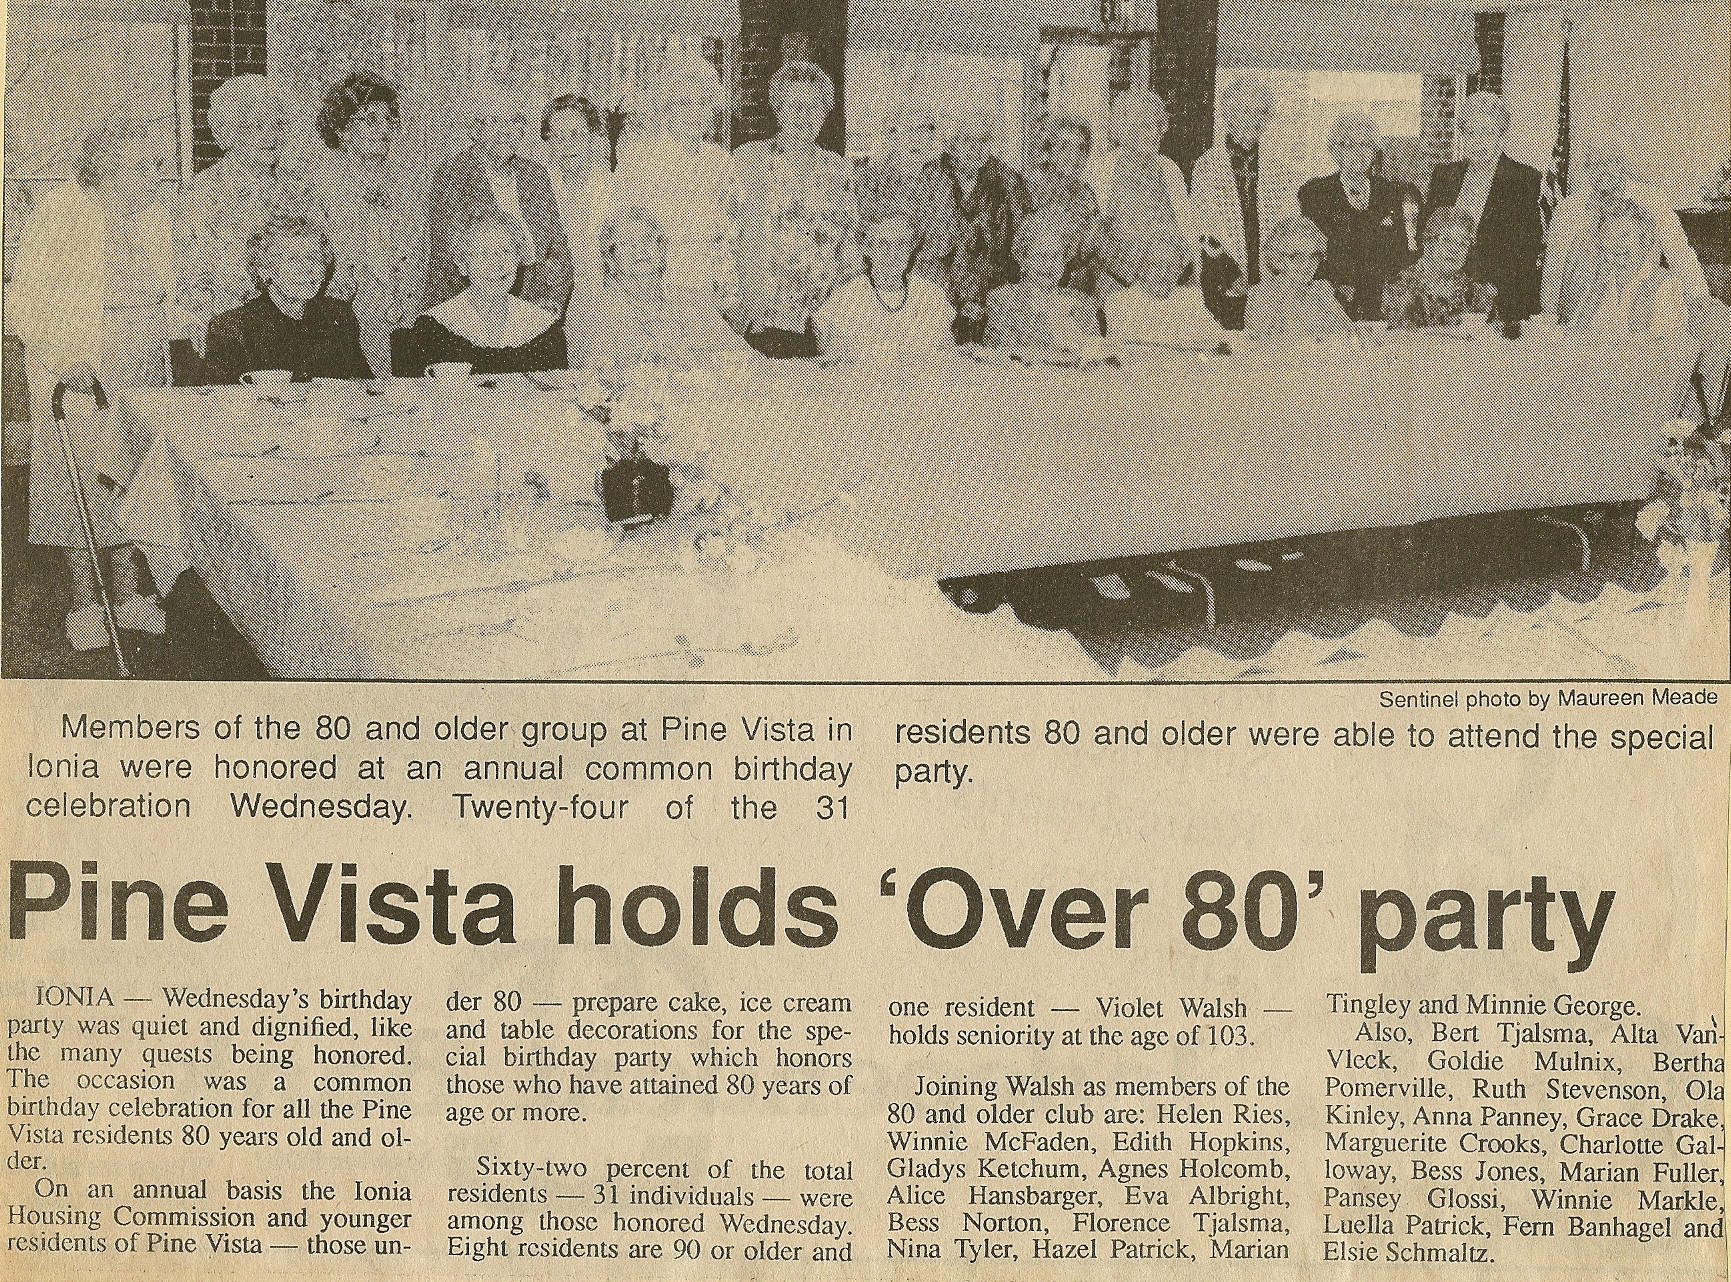 Sentinel photo by Maureen Meade
Members of the 80 and older group at Pine Vista in
Ionia were honored at an annual common birthday
celebration Wednesday. Twenty-four of the 31
residents 80 and older were able to attend the special
party.
Pine Vista holds ‘Over 80’ party
IONIA — Wednesday’s birthday
party was quiet and dignified, like
the many quests being honored.
The occasion was a common
birthday celebration for all the Pine
Vista residents 80 years old and ol-
der.
On an annual basis the Ionia
Housing Commission and younger
residents of Pine Vista — those un-
der 80 — prepare cake, ice cream
and table decorations for the spe-
cial birthday party which honors
those who have attained 80 years of
age or more.
Sixty-two percent of the total
residents — 31 individuals — were
among those honored Wednesday.
Eight residents are 90 or older and
one resident — Violet Walsh —
holds seniority at the age of 103.
Joining Walsh as members of the
80 and older club are: Helen Ries,
Winnie McFaden, Edith Hopkins,
Gladys Ketchum, Agnes Holcomb,
Alice Hansbarger, Eva Albright,
Bess Norton, Florence Tjalsma,
Nina Tyler, Hazel Patrick, Marian
Tingley and Minnie George.
Also, Bert Tjalsma, Alta Van-
Vleck, Goldie Mulnix, Bertha
Pomerville, Ruth Stevenson, Ola
Kinley, Anna Panney, Grace Drake,
Marguerite Crooks, Charlotte Gal-
loway, Bess Jones, Marian Fuller,
Pansey Glossi, Winnie Markle,
Luella Patrick, Fern Banhagel and
Elsie Schmaltz.